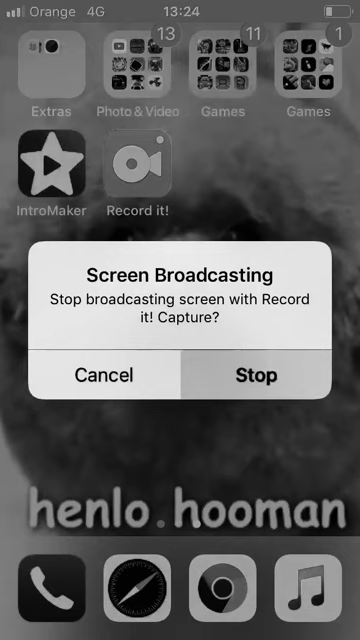 Orange 4G 13:24
13 11 1
Extras Photo & Video Games Games
IntroMaker Record it!
Screen Broadcasting
Stop broadcasting screen with Record
it! Capture?
Cancel Stop
henlo.hooman